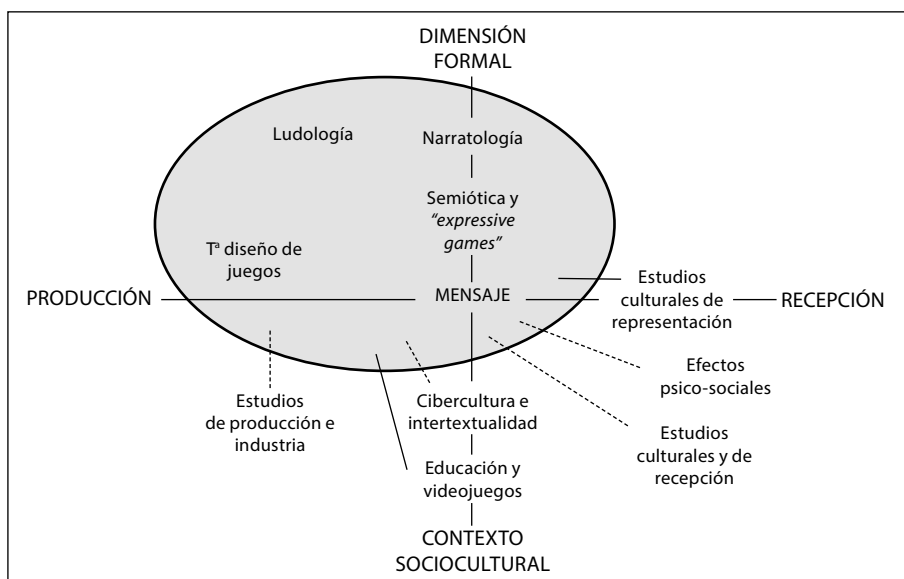 DIMENSIÓN
FORMAL
Ludología
Narratología
Semiótica y
“expressive
games”
Tª diseño de
juegos
PRODUCCIÓN
MENSAJE
Estudios
culturales de
representación
RECEPCIÓN
Efectos
psico-sociales
Estudios
de producción e
industria
Cibercultura e
intertextualidad
Estudios
culturales y de
recepción
Educación y
videojuegos
CONTEXTO
SOCIOCULTURAL